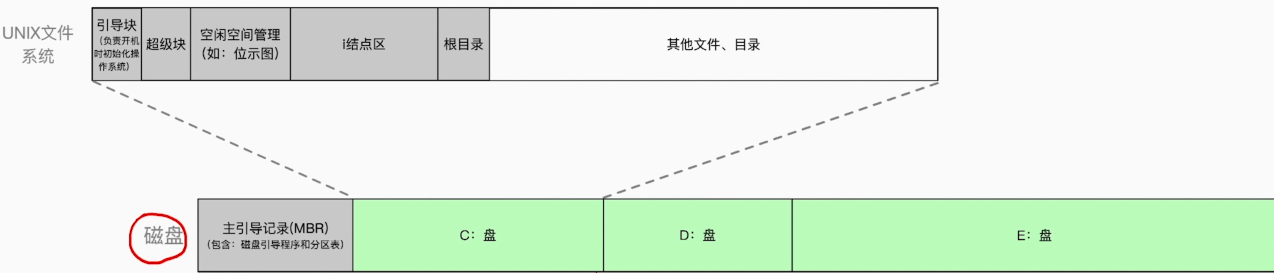 UNIX文件
系统
引导块
(负责开机
时初始化操
作系统)
超级块
空闲空间管理
(如：位示图)
i结点区
根目录
其他文件、目录
磁盘
主引导记录(MBR)
(包含：磁盘引导程序和分区表)
C：盘
D：盘
E：盘